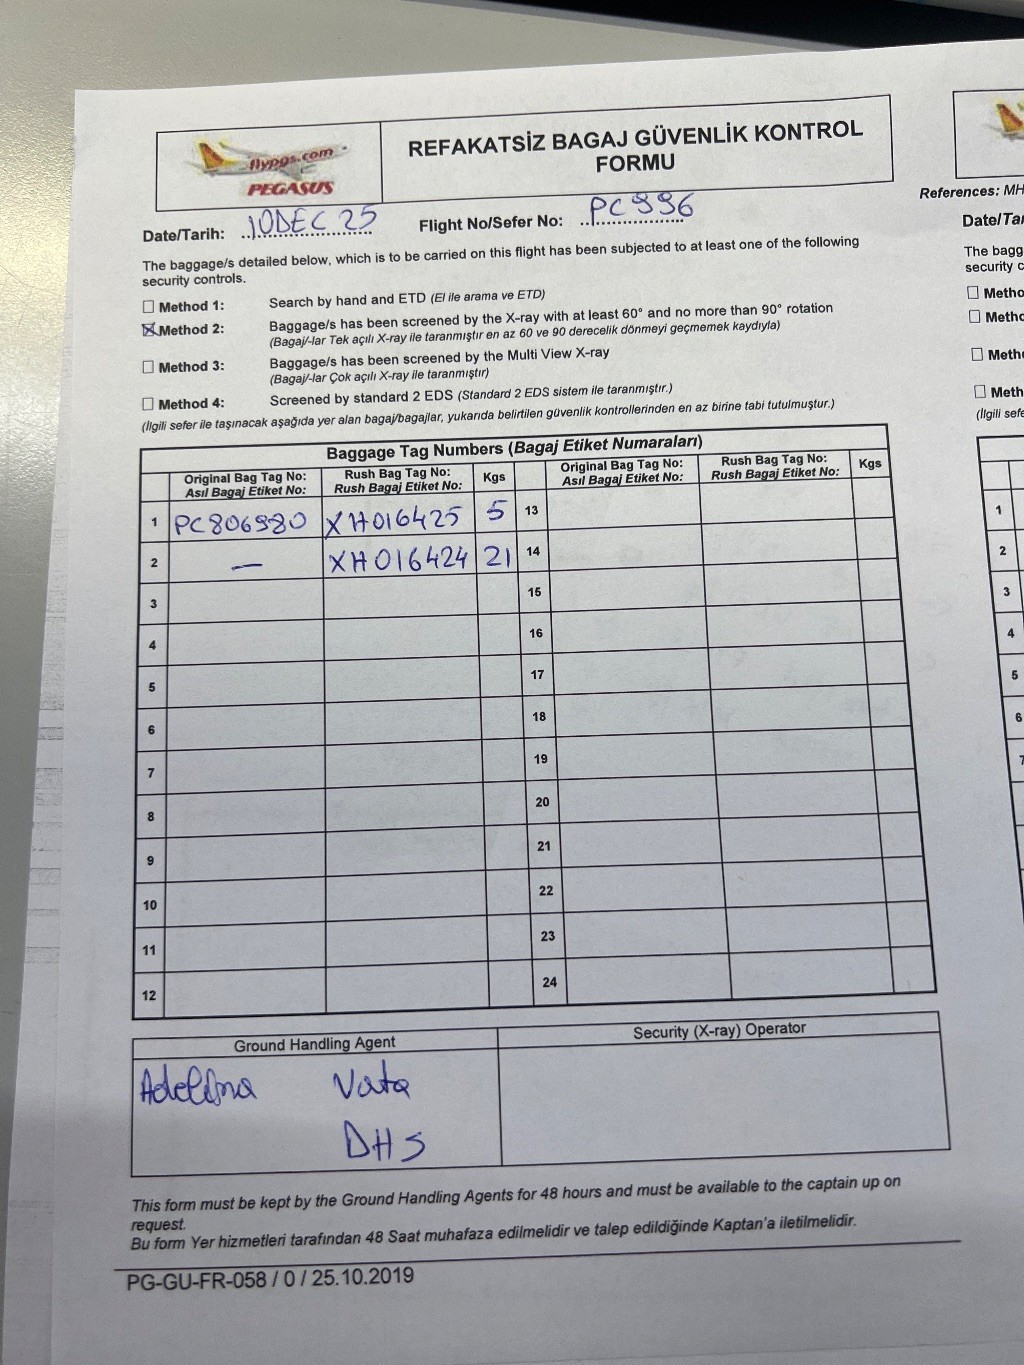 flypgs.com
PEGASUS
REFAKATSİZ BAGAJ GÜVENLİK KONTROL
FORMU
Date/Tarih: 10DEC 25 Flight No/Sefer No: PC996
The baggage/s detailed below, which is to be carried on this flight has been subjected to at least one of the following
security controls.
Method 1: Search by hand and ETD (El ile arama ve ETD)
Method 2: Baggage/s has been screened by the X-ray with at least 60° and no more than 90° rotation
(Bagaj/-lar Tek açılı X-ray ile taranmıştır en az 60 ve 90 derecelik dönmeyi geçmemek kaydıyla)
Method 3: Baggage/s has been screened by the Multi View X-ray
(Bagaj/-lar Çok açılı X-ray ile taranmıştır)
Method 4: Screened by standard 2 EDS (Standard 2 EDS sistem ile taranmıştır.)
(İlgili sefer ile taşınacak aşağıda yer alan bagaj/bagajlar, yukarıda belirtilen güvenlik kontrollerinden en az birine tabi tutulmuştur.)
Baggage Tag Numbers (Bagaj Etiket Numaraları)
Original Bag Tag No: Rush Bag Tag No: Kgs Original Bag Tag No: Rush Bag Tag No: Kgs
Asıl Bagaj Etiket No: Rush Bagaj Etiket No: Asıl Bagaj Etiket No: Rush Bagaj Etiket No:
1 PC806980 XH016425 5 13
2 — XH016424 21 14
3 15
4 16
5 17
6 18
7 19
8 20
9 21
10 22
11 23
12 24
Ground Handling Agent Security (X-ray) Operator
Adelina Vata
DHS
This form must be kept by the Ground Handling Agents for 48 hours and must be available to the captain up on
request.
Bu form Yer hizmetleri tarafından 48 Saat muhafaza edilmelidir ve talep edildiğinde Kaptan'a iletilmelidir.
PG-GU-FR-058 / 0 / 25.10.2019
References: MH
Date/Tar
The bagg
security c
Metho
Metho
Metho
Meth
(İlgili sefe
1
2
3
4
5
6
7